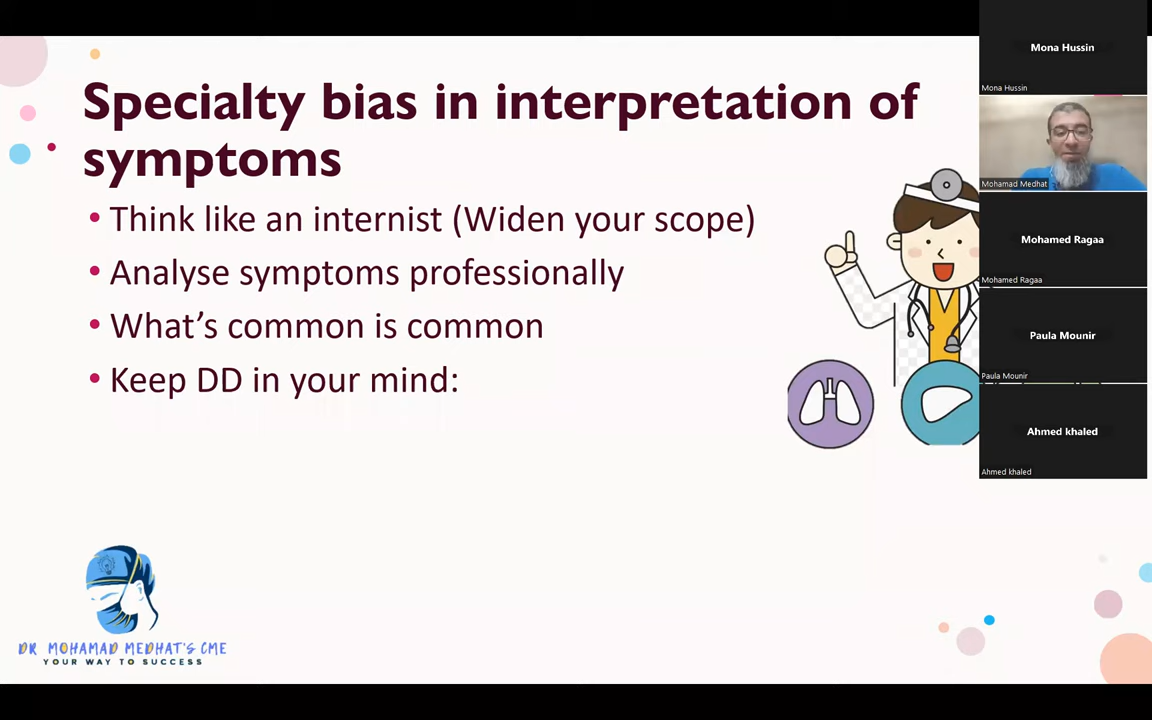 Specialty bias in interpretation of
symptoms
• Think like an internist (Widen your scope)
• Analyse symptoms professionally
• What's common is common
• Keep DD in your mind:
DR MOHAMAD MEDHAT'S CME
YOUR WAY TO SUCCESS
Mona Hussin
Mona Hussin
Mohamad Medhat
Mohamed Ragaa
Mohamed Ragaa
Paula Mounir
Paula Mounir
Ahmed khaled
Ahmed khaled